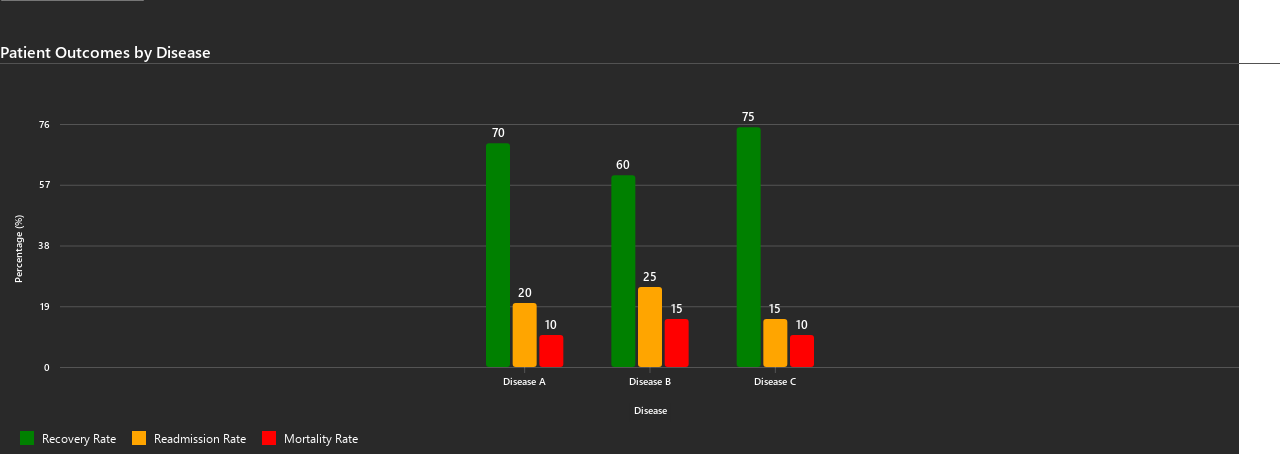 Patient Outcomes by Disease
76
57
38
19
0
Percentage (%)
70
20
10
60
25
15
75
15
10
Disease A
Disease B
Disease C
Disease
Recovery Rate
Readmission Rate
Mortality Rate